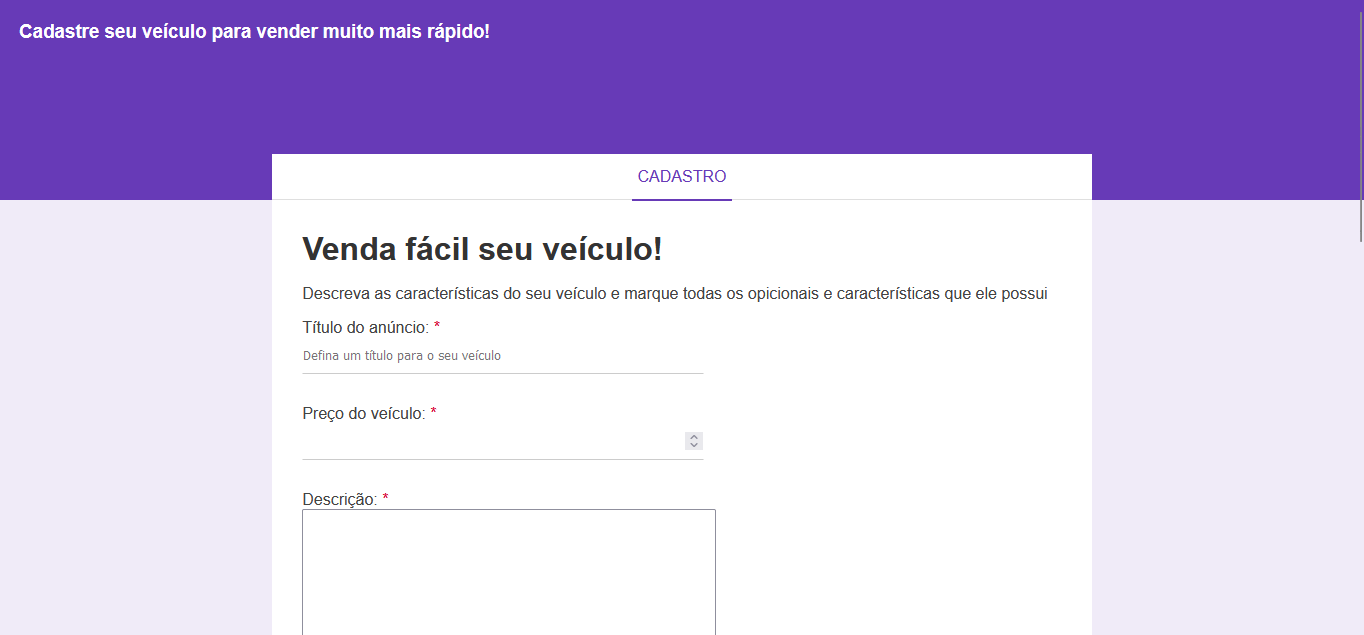 Cadastre seu veículo para vender muito mais rápido!
CADASTRO
Venda fácil seu veículo!
Descreva as características do seu veículo e marque todas os opicionais e características que ele possui
Título do anúncio: *
Defina um título para o seu veículo
Preço do veículo: *
Descrição: *